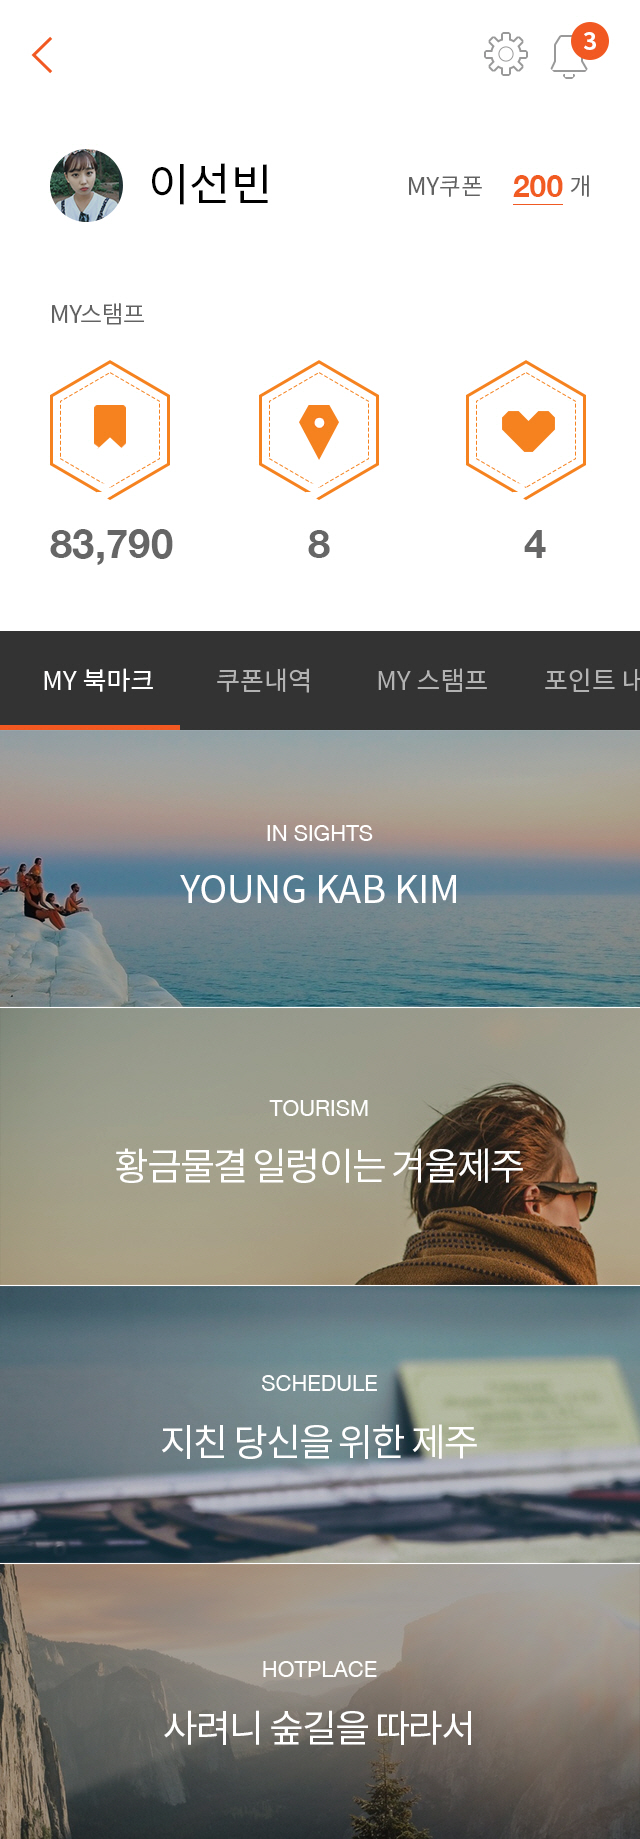 3
이선빈
MY쿠폰 200 개
MY스탬프
83,790 8 4
MY 북마크 쿠폰내역 MY 스탬프 포인트 내
IN SIGHTS
YOUNG KAB KIM
TOURISM
황금물결 일렁이는 겨울제주
SCHEDULE
지친 당신을 위한 제주
HOTPLACE
사려니 숲길을 따라서